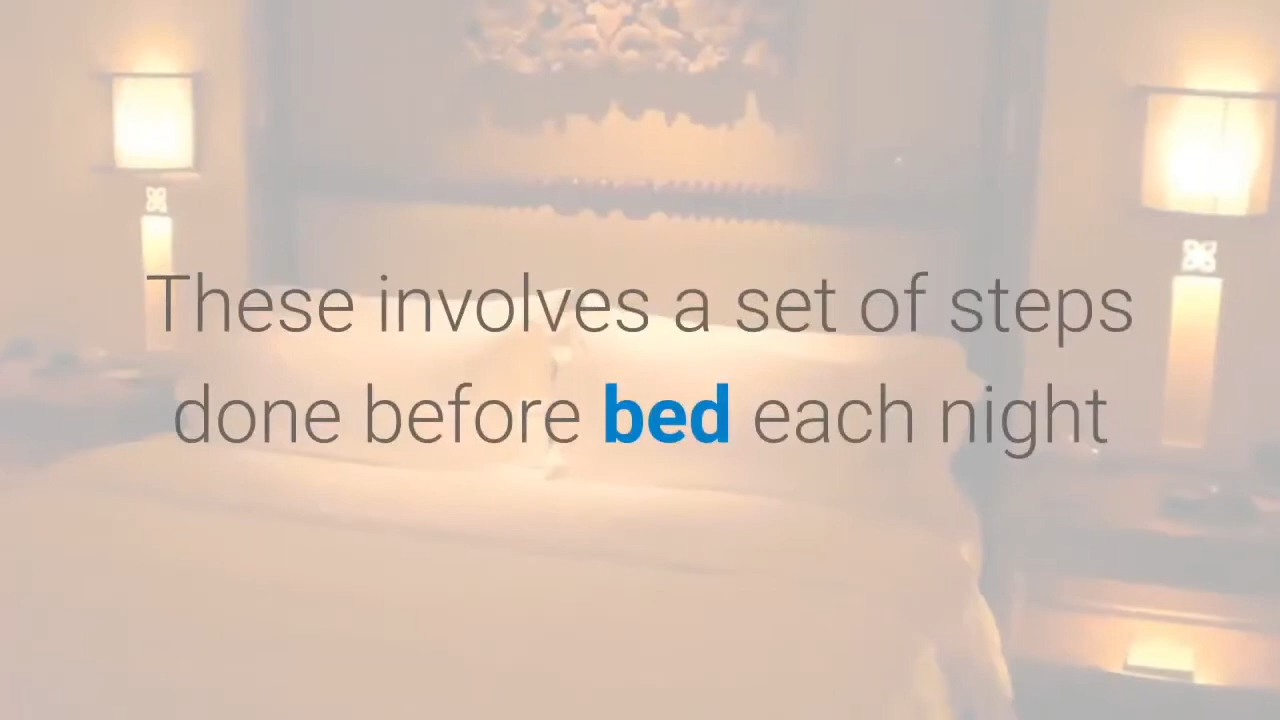 These involves a set of steps
done before bed each night